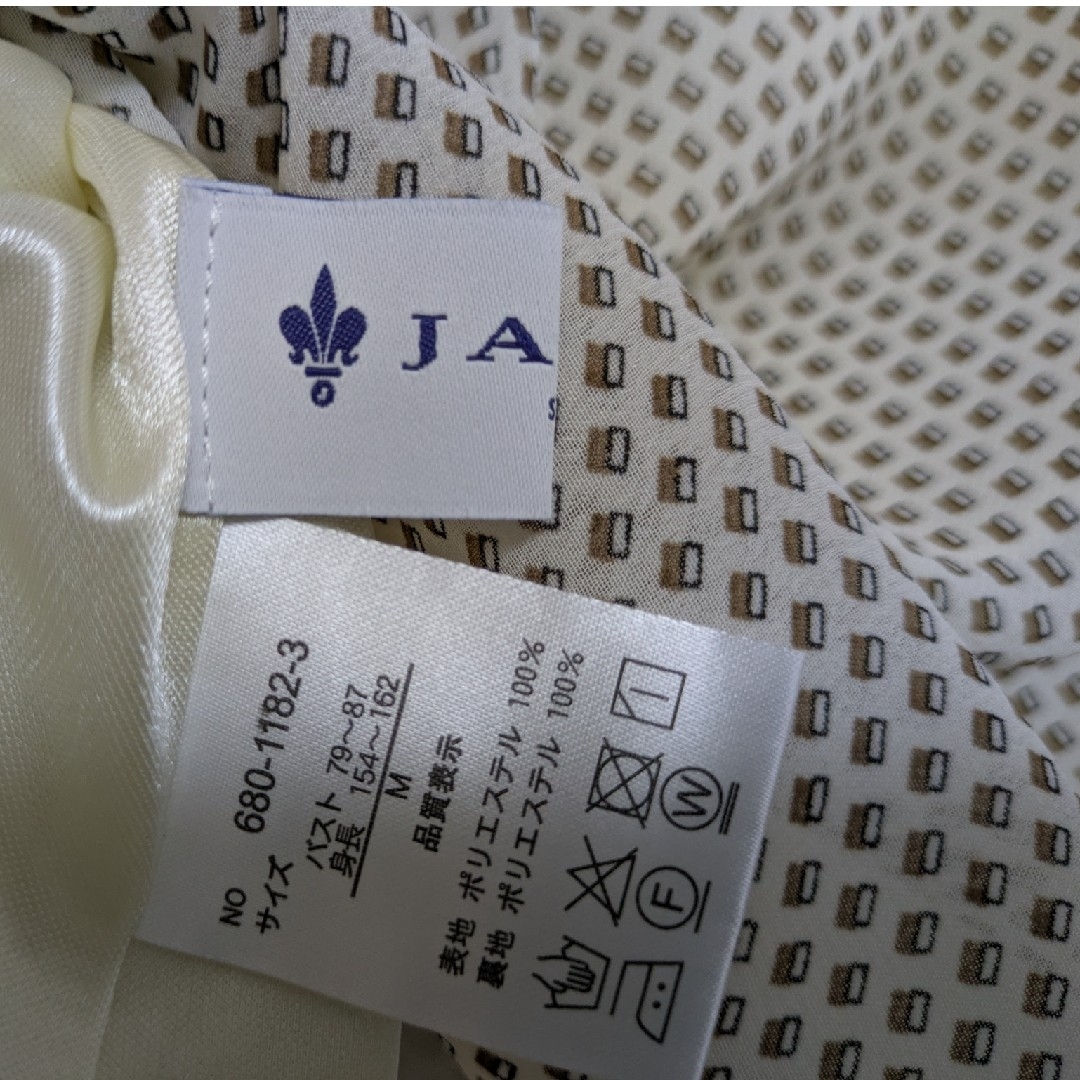 JA
S
NO 680-1182-3
サイズ
バスト 79～87
身長 154～162
M
品質表示
表地 ポリエステル 100%
裏地 ポリエステル 100%
W
F